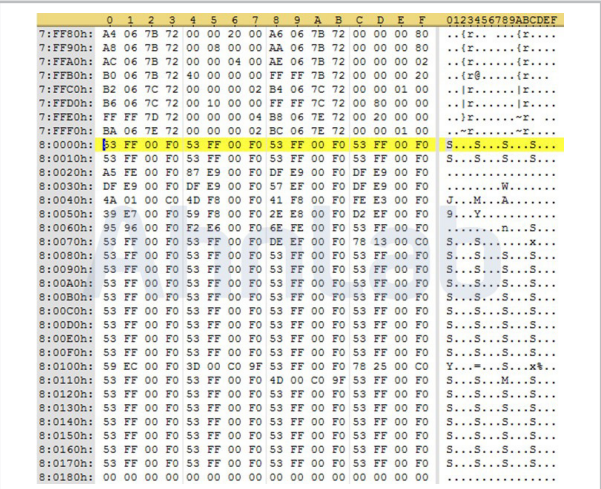 0 1 2 3 4 5 6 7 8 9 A B C D E F 0123456789ABCDEF
7:FF80h: A4 06 7B 72 00 00 20 00 A6 06 7B 72 00 00 00 80 ..{r.. ...{r....
7:FF90h: A8 06 7B 72 00 08 00 00 AA 06 7B 72 00 00 00 80 ..{r......{r....
7:FFA0h: AC 06 7B 72 00 00 04 00 AE 06 7B 72 00 00 00 02 ..{r......{r....
7:FFB0h: B0 06 7B 72 40 00 00 00 FF FF 7B 72 00 00 00 20 ..{r@.....{r...
7:FFC0h: B2 06 7C 72 00 00 00 02 B4 06 7C 72 00 00 01 00 ..|r......|r....
7:FFD0h: B6 06 7C 72 00 10 00 00 FF FF 7C 72 00 80 00 00 ..|r......|r....
7:FFE0h: FF FF 7D 72 00 00 00 04 B8 06 7E 72 00 20 00 00 ..}r......~r. ..
7:FFF0h: BA 06 7E 72 00 00 00 02 BC 06 7E 72 00 00 01 00 ..~r......~r....
8:0000h: 53 FF 00 F0 53 FF 00 F0 53 FF 00 F0 53 FF 00 F0 S...S...S...S...
8:0010h: 53 FF 00 F0 53 FF 00 F0 53 FF 00 F0 53 FF 00 F0 S...S...S...S...
8:0020h: A5 FE 00 F0 87 E9 00 F0 DF E9 00 F0 DF E9 00 F0 ................
8:0030h: DF E9 00 F0 DF E9 00 F0 57 EF 00 F0 DF E9 00 F0 ........W.......
8:0040h: 4A 01 00 C0 4D F8 00 F0 41 F8 00 F0 FE E3 00 F0 J...M...A.......
8:0050h: 39 E7 00 F0 59 F8 00 F0 2E E8 00 F0 D2 EF 00 F0 9...Y...........
8:0060h: 95 96 00 F0 F2 E6 00 F0 6E FE 00 F0 53 FF 00 F0 ........n...S...
8:0070h: 53 FF 00 F0 53 FF 00 F0 DE EF 00 F0 78 23 00 C0 S...S.......x...
8:0080h: 53 FF 00 F0 53 FF 00 F0 53 FF 00 F0 53 FF 00 F0 S...S...S...S...
8:0090h: 53 FF 00 F0 53 FF 00 F0 53 FF 00 F0 53 FF 00 F0 S...S...S...S...
8:00A0h: 53 FF 00 F0 53 FF 00 F0 53 FF 00 F0 53 FF 00 F0 S...S...S...S...
8:00B0h: 53 FF 00 F0 53 FF 00 F0 53 FF 00 F0 53 FF 00 F0 S...S...S...S...
8:00C0h: 53 FF 00 F0 53 FF 00 F0 53 FF 00 F0 53 FF 00 F0 S...S...S...S...
8:00D0h: 53 FF 00 F0 53 FF 00 F0 53 FF 00 F0 53 FF 00 F0 S...S...S...S...
8:00E0h: 53 FF 00 F0 53 FF 00 F0 53 FF 00 F0 53 FF 00 F0 S...S...S...S...
8:00F0h: 53 FF 00 F0 53 FF 00 F0 53 FF 00 F0 53 FF 00 F0 S...S...S...S...
8:0100h: 59 EC 00 F0 3D 00 C0 9F 53 FF 00 F0 78 25 00 C0 Y...=...S...x%..
8:0110h: 53 FF 00 F0 53 FF 00 F0 4D 00 C0 9F 53 FF 00 F0 S...S...M...S...
8:0120h: 53 FF 00 F0 53 FF 00 F0 53 FF 00 F0 53 FF 00 F0 S...S...S...S...
8:0130h: 53 FF 00 F0 53 FF 00 F0 53 FF 00 F0 53 FF 00 F0 S...S...S...S...
8:0140h: 53 FF 00 F0 53 FF 00 F0 53 FF 00 F0 53 FF 00 F0 S...S...S...S...
8:0150h: 53 FF 00 F0 53 FF 00 F0 53 FF 00 F0 53 FF 00 F0 S...S...S...S...
8:0160h: 53 FF 00 F0 53 FF 00 F0 53 FF 00 F0 53 FF 00 F0 S...S...S...S...
8:0170h: 53 FF 00 F0 53 FF 00 F0 53 FF 00 F0 53 FF 00 F0 S...S...S...S...
8:0180h: 00 00 00 00 00 00 00 00 00 00 00 00 00 00 00 00 ................
AhnLab